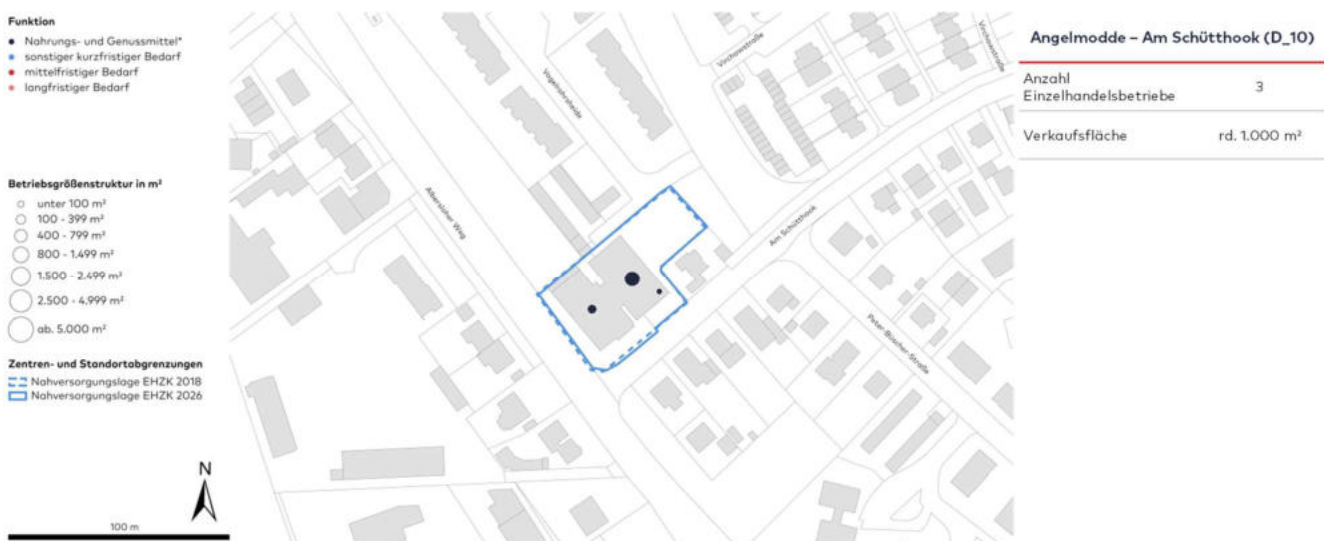 Funktion
Nahrungs- und Genussmittel*
sonstiger kurzfristiger Bedarf
mittelfristiger Bedarf
langfristiger Bedarf
Betriebsgrößenstruktur in m²
unter 100 m²
100 - 399 m²
400 - 799 m²
800 - 1.499 m²
1.500 - 2.499 m²
2.500 - 4.999 m²
ab. 5.000 m²
Zentren- und Standortabgrenzungen
Nahversorgungslage EHZK 2018
Nahversorgungslage EHZK 2026
N
100 m
Vogelrohrsheide
Virchowstraße
Virchowstraße
Albersloher Weg
Am Schütthook
Peter-Büscher-Straße
Angelmodde – Am Schütthook (D_10)
Anzahl
Einzelhandelsbetriebe 3
Verkaufsfläche rd. 1.000 m²